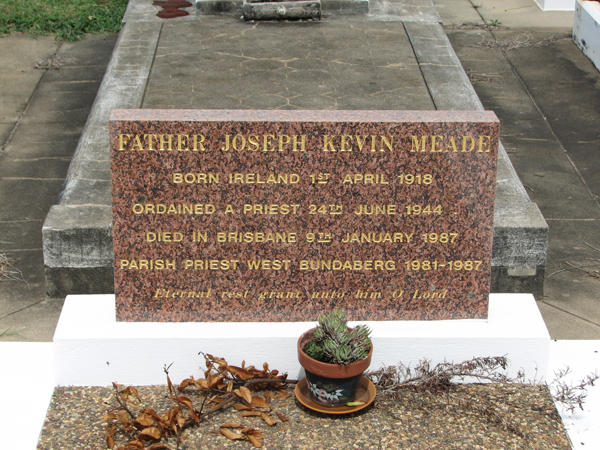 FATHER JOSEPH KEVIN MEADE
BORN IRELAND 1ST APRIL 1918
ORDAINED A PRIEST 24TH JUNE 1944
DIED IN BRISBANE 9TH JANUARY 1987
PARISH PRIEST WEST BUNDABERG 1981-1987
Eternal rest grant unto him O Lord